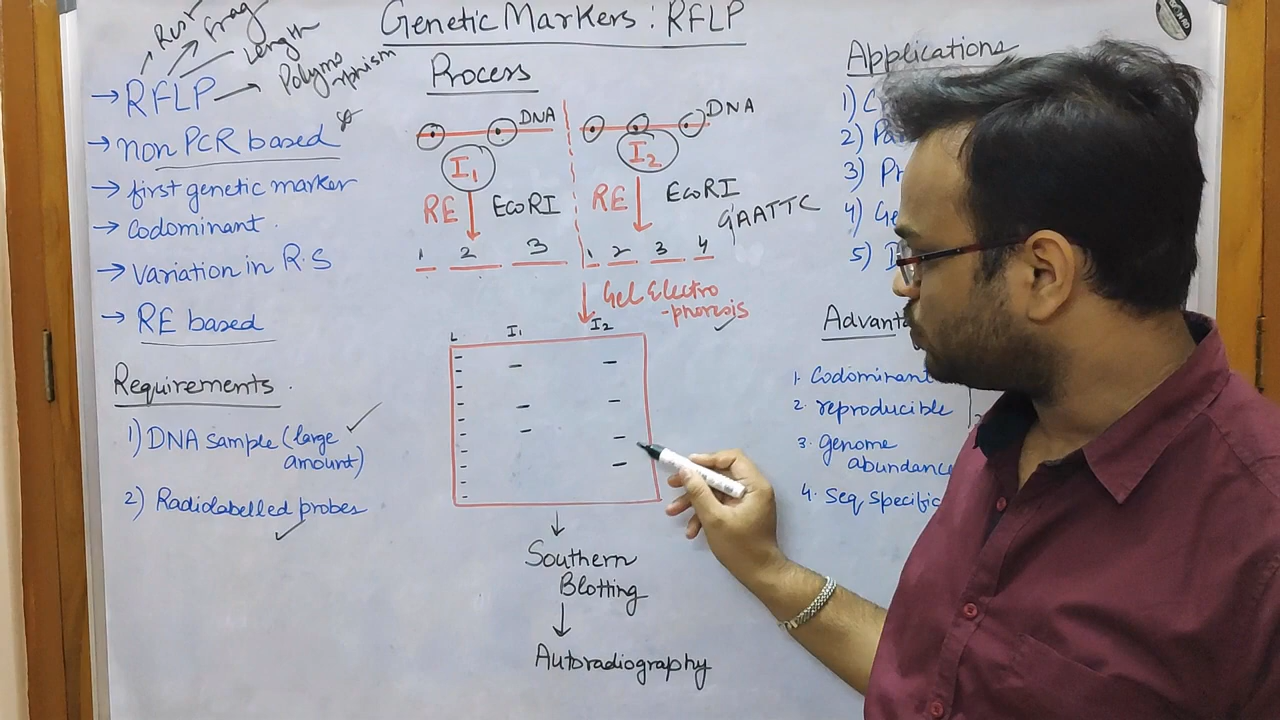 Genetic Markers: RFLP
Rest
Frag
Length
Polymo
-rphism
→ RFLP
→ non PCR based
→ first genetic marker
→ Codominant.
→ variation in R.S
→ RE based
Requirements.
1) DNA sample (large
amount)
2) Radiolabelled probes
Process
DNA
DNA
I₁
I₂
RE
EcoRI
RE
EcoRI
GAATTC
1 2 3
1 2 3 4
Gel Electro
-phoresis
L I₁ I₂
Southern
Blotting
Autoradiography
Applications
1)
2)
3)
4)
5)
1. Codominant
2. reproducible
3. genome
abundance
4. Seq specific